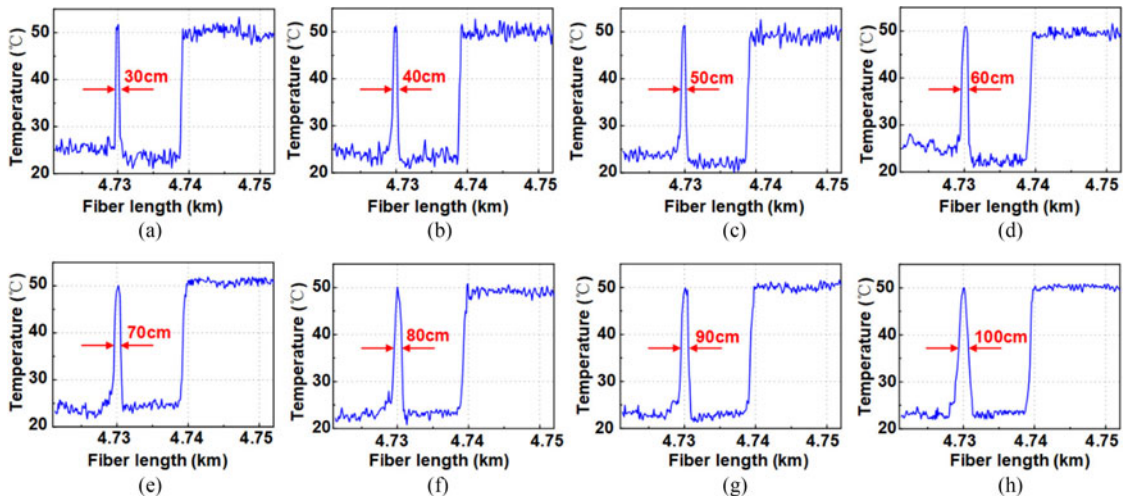 Temperature (℃)
50
40
30
20
30cm
4.73 4.74 4.75
Fiber length (km)
(a)
Temperature (℃)
50
40
30
20
40cm
4.73 4.74 4.75
Fiber length (km)
(b)
Temperature (℃)
50
40
30
20
50cm
4.73 4.74 4.75
Fiber length (km)
(c)
Temperature (℃)
50
40
30
20
60cm
4.73 4.74 4.75
Fiber length (km)
(d)
Temperature (℃)
50
40
30
20
70cm
4.73 4.74 4.75
Fiber length (km)
(e)
Temperature (℃)
50
40
30
20
80cm
4.73 4.74 4.75
Fiber length (km)
(f)
Temperature (℃)
50
40
30
20
90cm
4.73 4.74 4.75
Fiber length (km)
(g)
Temperature (℃)
50
40
30
20
100cm
4.73 4.74 4.75
Fiber length (km)
(h)